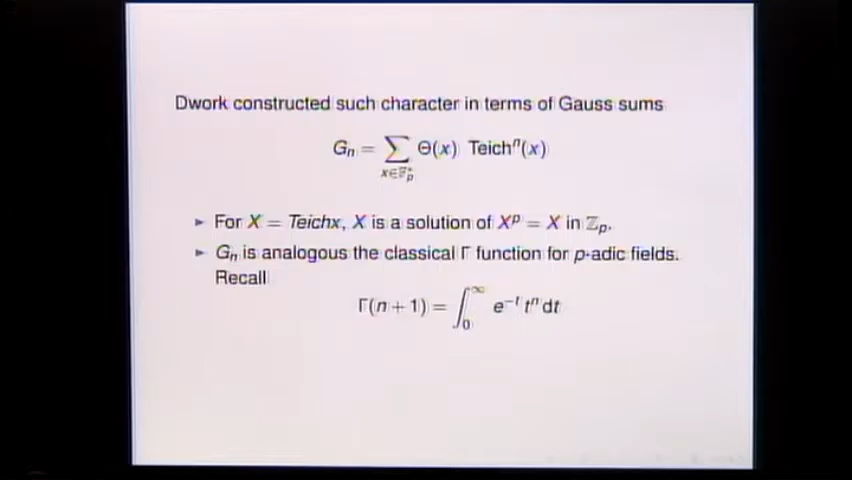 Dwork constructed such character in terms of Gauss sums
Gₙ = ∑ Θ(x) Teichⁿ(x)
x∈𝔽ₚ*
► For X = Teichx, X is a solution of Xᵖ = X in ℤₚ.
► Gₙ is analogous the classical Γ function for p-adic fields.
Recall
Γ(n + 1) = ∫₀^∞ e⁻ᵗ tⁿ dt